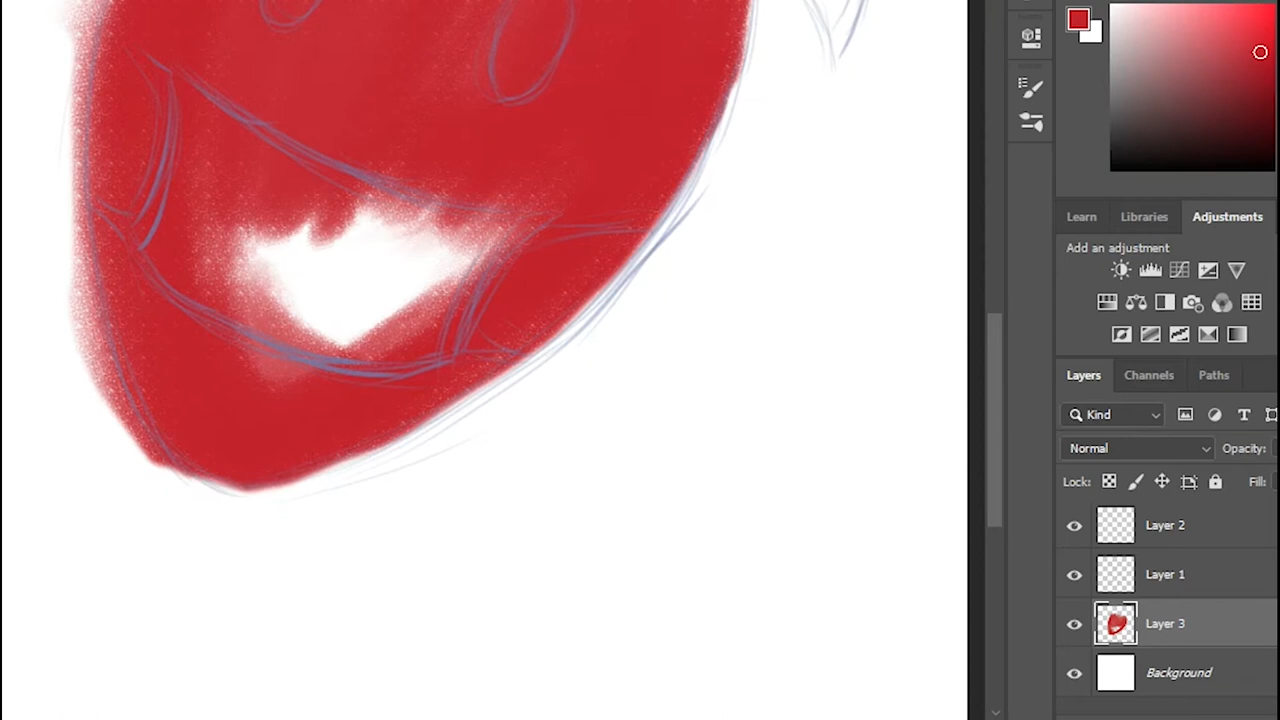 Learn Libraries Adjustments
Add an adjustment
Layers Channels Paths
Kind
Normal Opacity:
Lock: Fill:
Layer 2
Layer 1
Layer 3
Background